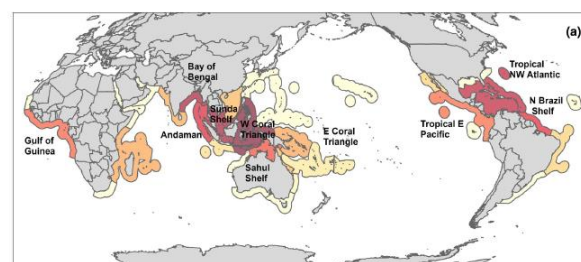 (a)
Bay of
Bengal
Tropical
NW Atlantic
Sunda
Shelf
N Brazil
Shelf
Gulf of
Guinea
Andaman
W Coral
Triangle
E Coral
Triangle
Tropical E
Pacific
Sahul
Shelf